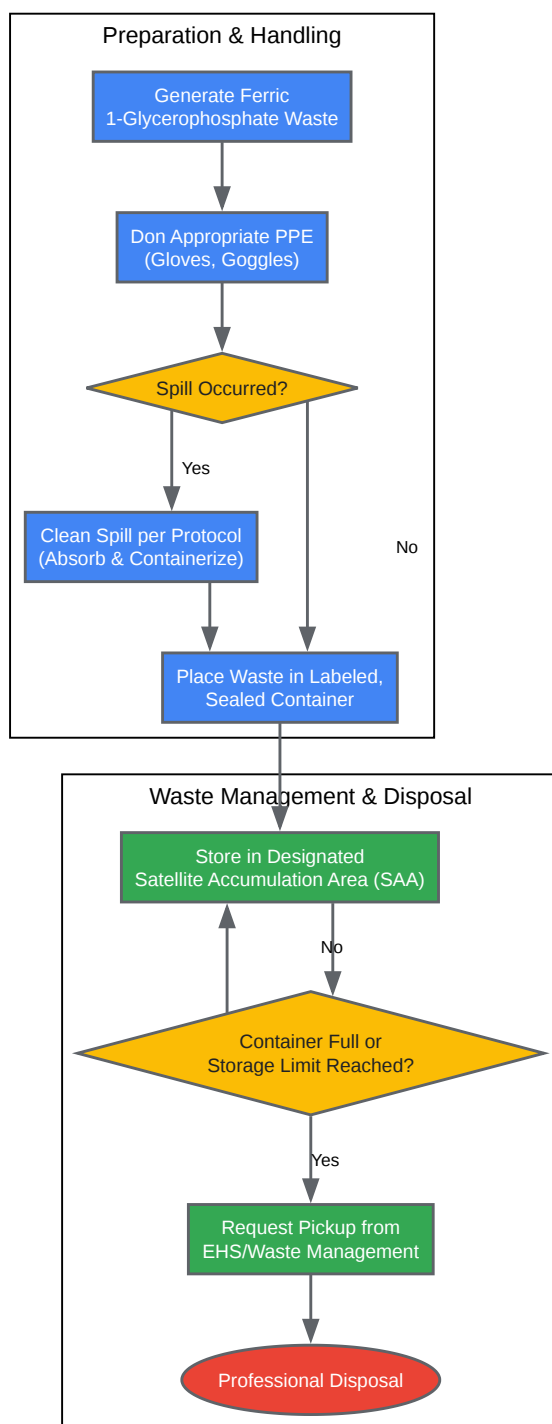 Preparation & Handling
Generate Ferric
1-Glycerophosphate Waste
Don Appropriate PPE
(Gloves, Goggles)
Spill Occurred?
Yes
Clean Spill per Protocol
(Absorb & Containerize)
No
Place Waste in Labeled,
Sealed Container
Waste Management & Disposal
Store in Designated
Satellite Accumulation Area (SAA)
No
Container Full or
Storage Limit Reached?
Yes
Request Pickup from
EHS/Waste Management
Professional Disposal